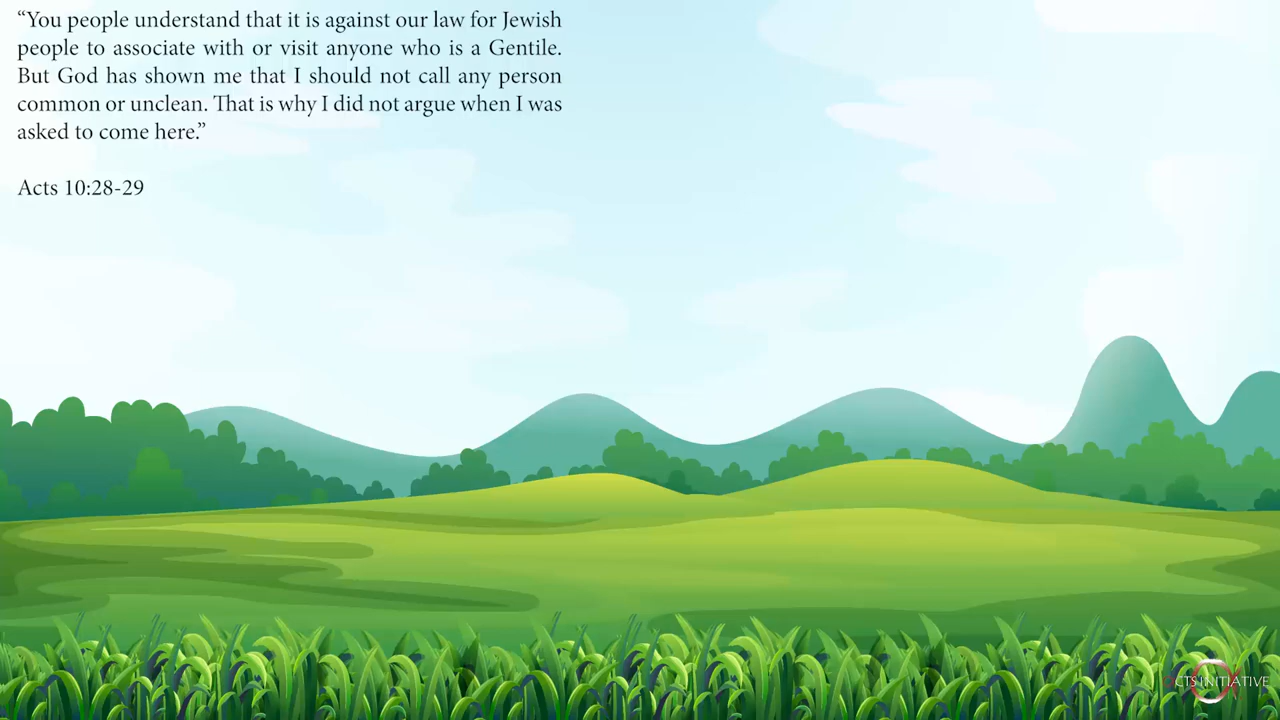 “You people understand that it is against our law for Jewish
people to associate with or visit anyone who is a Gentile.
But God has shown me that I should not call any person
common or unclean. That is why I did not argue when I was
asked to come here.”
Acts 10:28-29
CTS INITIATIVE